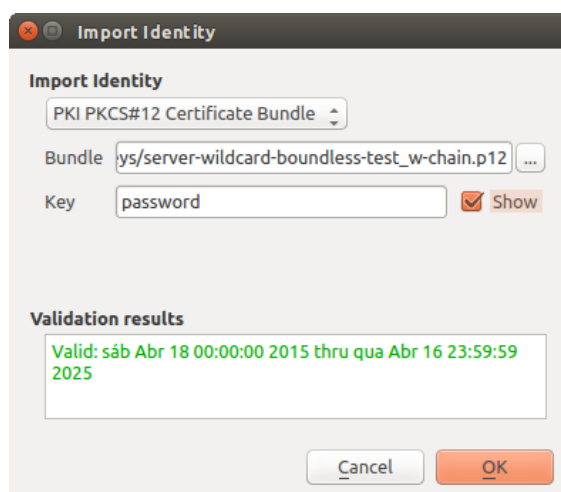 Import Identity
Import Identity
PKI PKCS#12 Certificate Bundle
Bundle ys/server-wildcard-boundless-test_w-chain.p12 ...
Key password Show
Validation results
Valid: sáb Abr 18 00:00:00 2015 thru qua Abr 16 23:59:59
2025
Cancel OK